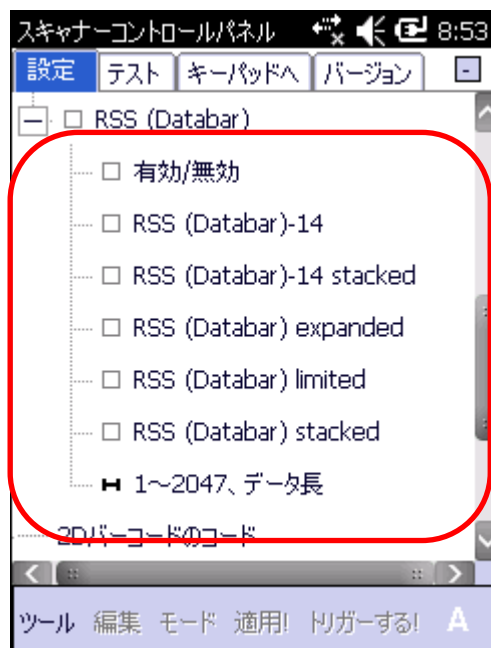 スキャナーコントロールパネル 8:53
設定 テスト キーパッドへ バージョン
RSS (Databar)
有効/無効
RSS (Databar)-14
RSS (Databar)-14 stacked
RSS (Databar) expanded
RSS (Databar) limited
RSS (Databar) stacked
1～2047、データ長
2Dバーコードのコード
ツール 編集 モード 適用! トリガーする! A